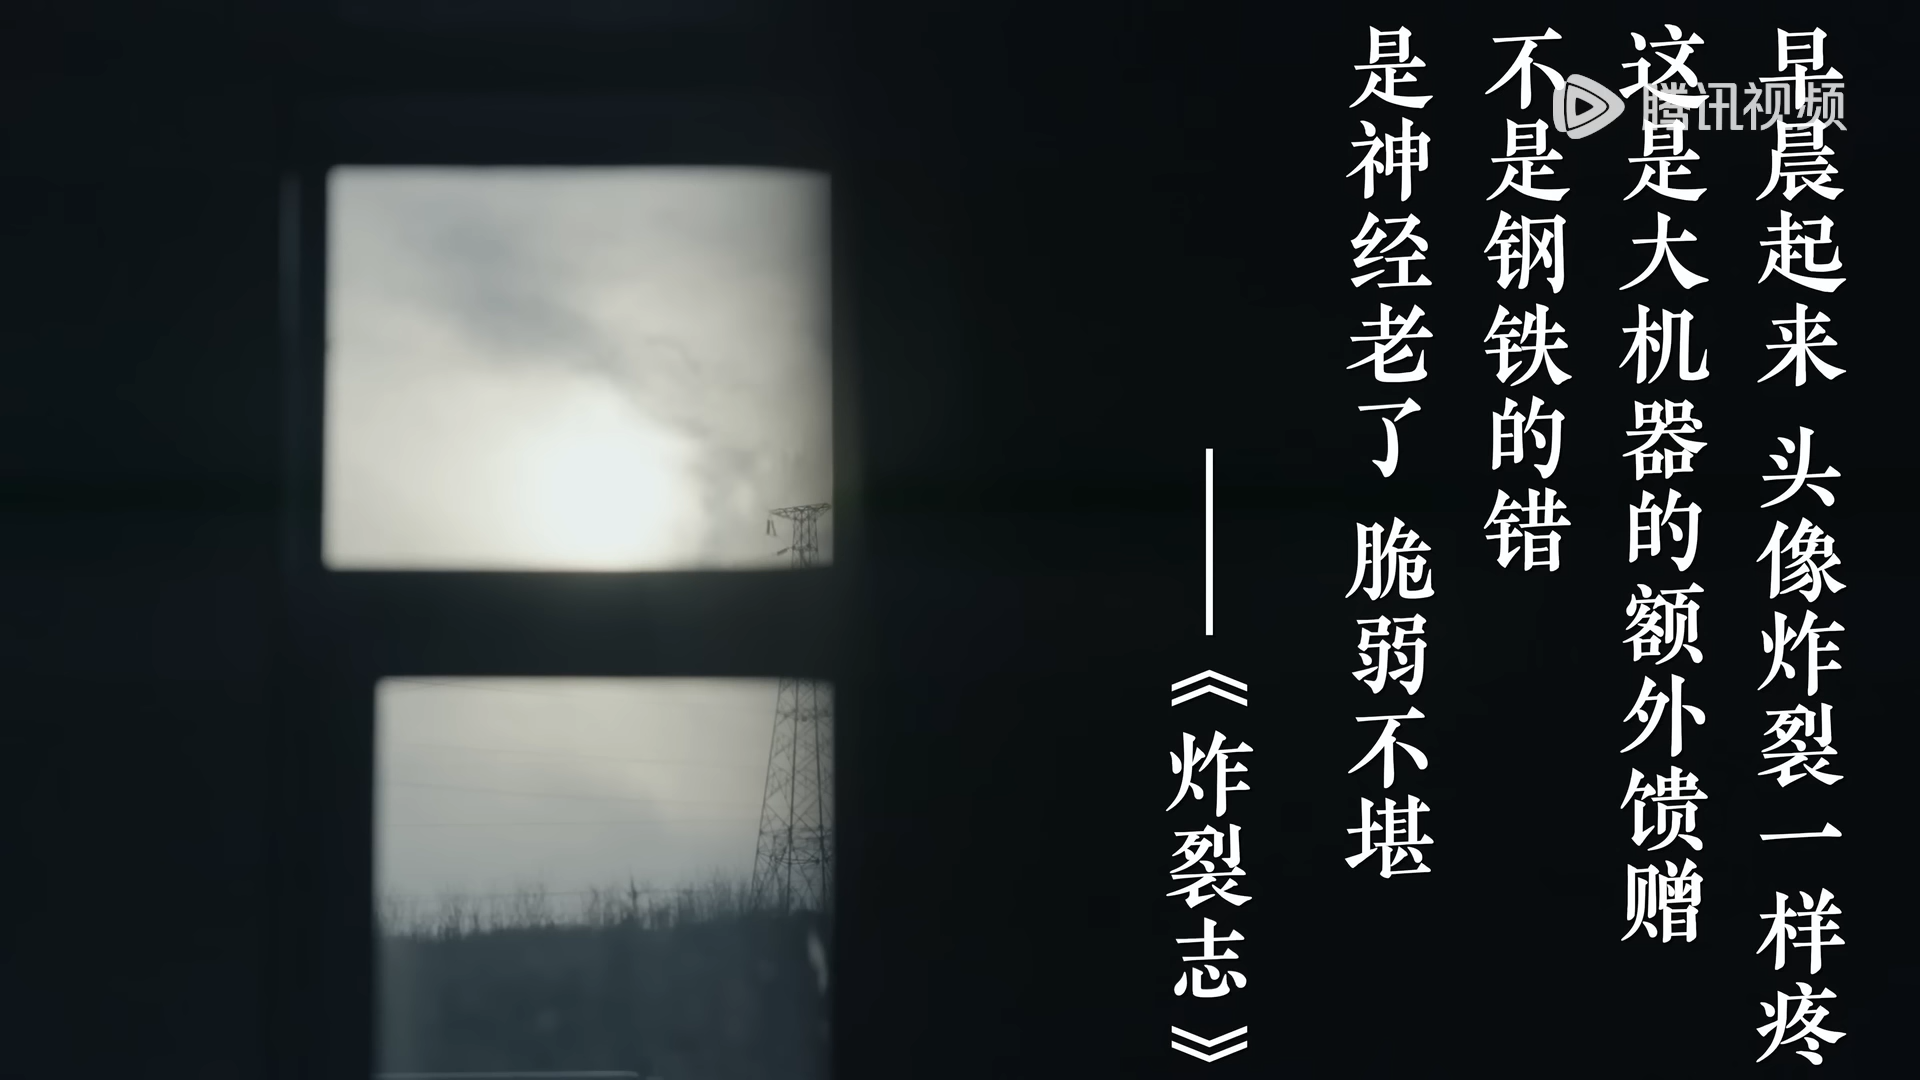 早晨起来 头像炸裂一样疼
这是大机器的额外馈赠
不是钢铁的错
是神经老了 脆弱不堪
——《炸裂志》
腾讯视频